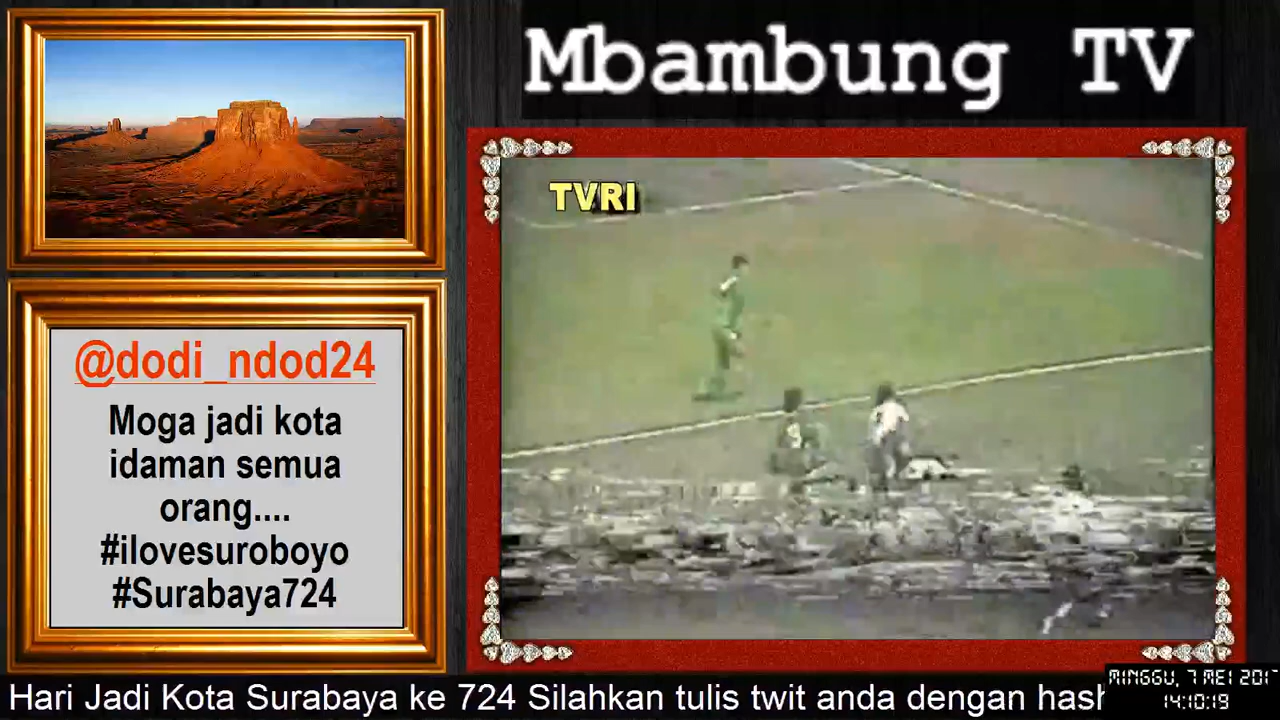 Mbambung TV
TVRI
@dodi_ndod24
Moga jadi kota
idaman semua
orang....
#ilovesuroboyo
#Surabaya724
Hari Jadi Kota Surabaya ke 724 Silahkan tulis twit anda dengan hash
MINGGU, 7 MEI 2017
14:10:19